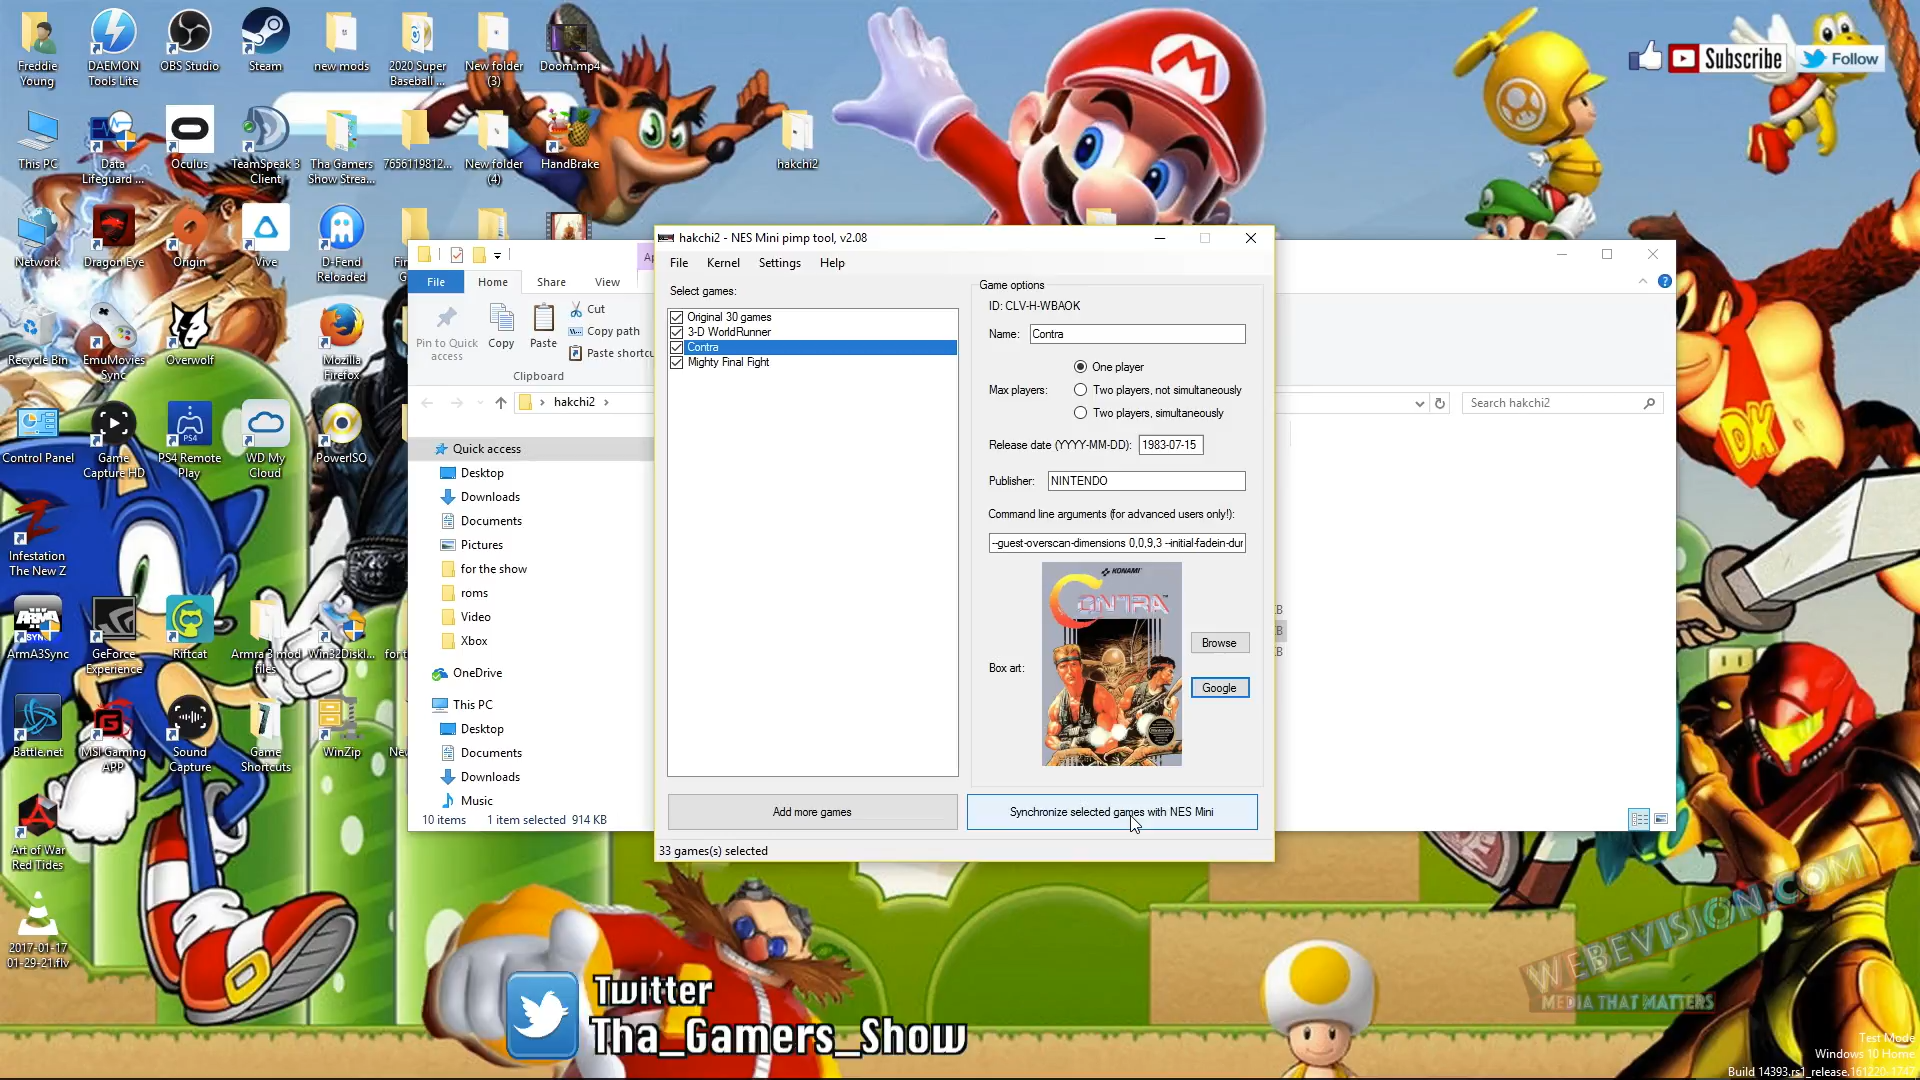 Freddie Young
DAEMON Tools Lite
OBS Studio
Steam
new mods
2020 Super Baseball ...
New folder (3)
Doom.mp4
This PC
Data Lifeguard ...
Oculus
TeamSpeak 3 Client
Tha Gamers Show Strea...
7656119812...
New folder (4)
HandBrake
hakchi2
Network
Dragon Eye
Origin
Vive
D-Fend Reloaded
Recycle Bin
EmuMovies Sync
Overwolf
Mozilla Firefox
Control Panel
Game Capture HD
PS4 Remote Play
WD My Cloud
PowerISO
Infestation The New Z
ArmA3Sync
GeForce Experience
Riftcat
Armra 3 mod files
Win32DiskI...
Battle.net
MSI Gaming APP
Sound Capture
Game Shortcuts
WinZip
Art of War Red Tides
2017-01-17 01-29-21.flv
Subscribe
Follow
File
Home
Share
View
Pin to Quick access
Copy
Paste
Cut
Copy path
Paste shortcu
Clipboard
hakchi2
Search hakchi2
Quick access
Desktop
Downloads
Documents
Pictures
for the show
roms
Video
Xbox
OneDrive
This PC
Desktop
Documents
Downloads
Music
10 items
1 item selected 914 KB
hakchi2 - NES Mini pimp tool, v2.08
File
Kernel
Settings
Help
Select games:
Original 30 games
3-D WorldRunner
Contra
Mighty Final Fight
Game options
ID: CLV-H-WBAOK
Name: Contra
Max players:
One player
Two players, not simultaneously
Two players, simultaneously
Release date (YYYY-MM-DD): 1983-07-15
Publisher: NINTENDO
Command line arguments (for advanced users only!):
--guest-overscan-dimensions 0,0,9,3 --initial-fadein-dur
Box art:
KONAMI
CONTRA
Browse
Google
Add more games
Synchronize selected games with NES Mini
33 games(s) selected
DK
Twitter
Tha_Gamers_Show
WEBEVISION.COM
MEDIA THAT MATTERS
Test Mode
Windows 10 Home
Build 14393.rs1_release.161220-1747